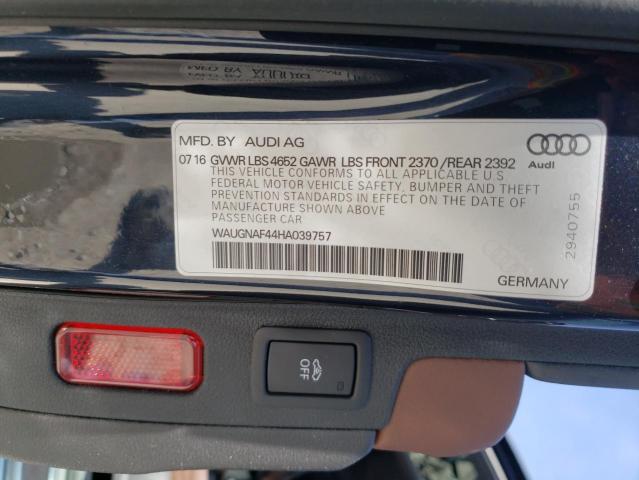 MFD. BY AUDI AG
07 16 GVWR LBS 4652 GAWR LBS FRONT 2370 /REAR 2392
THIS VEHICLE CONFORMS TO ALL APPLICABLE U S
FEDERAL MOTOR VEHICLE SAFETY, BUMPER AND THEFT
PREVENTION STANDARDS IN EFFECT ON THE DATE OF
MANUFACTURE SHOWN ABOVE
PASSENGER CAR
WAUGNAF44HA039757
Audi
2940755
GERMANY
OFF